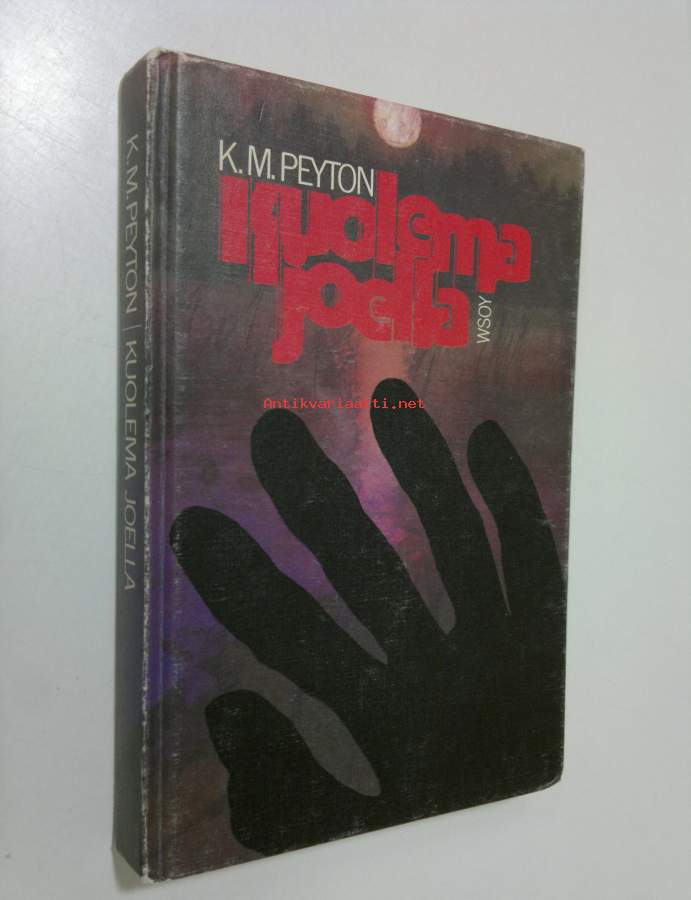 K. M. PEYTON
kuolema
joella
WSOY
Antikvariaatti.net
K. M. PEYTON / KUOLEMA JOELLA